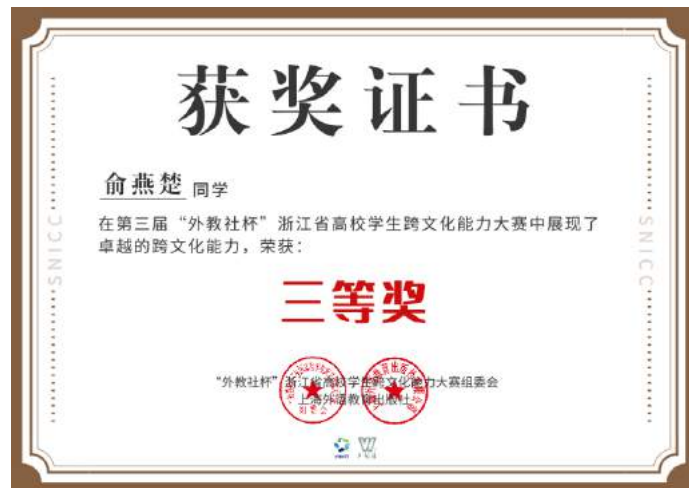 获奖证书
俞燕楚 同学
在第三届“外教社杯”浙江省高校学生跨文化能力大赛中展现了
卓越的跨文化能力，荣获：
三等奖
“外教社杯”浙江省高校学生跨文化能力大赛组委会
上海外语教育出版社
SNICC
SNICC